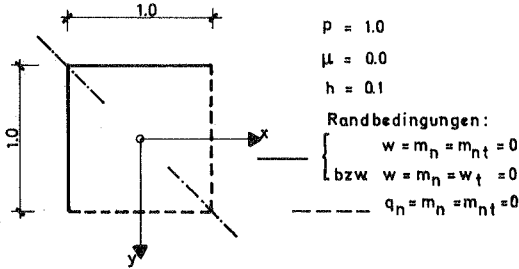 1.0
p = 1.0
μ = 0.0
h = 0.1
Randbedingungen:
1.0
x
w = mn = mnt = 0
bzw. w = mn = wt = 0
qn = mn = mnt = 0
y